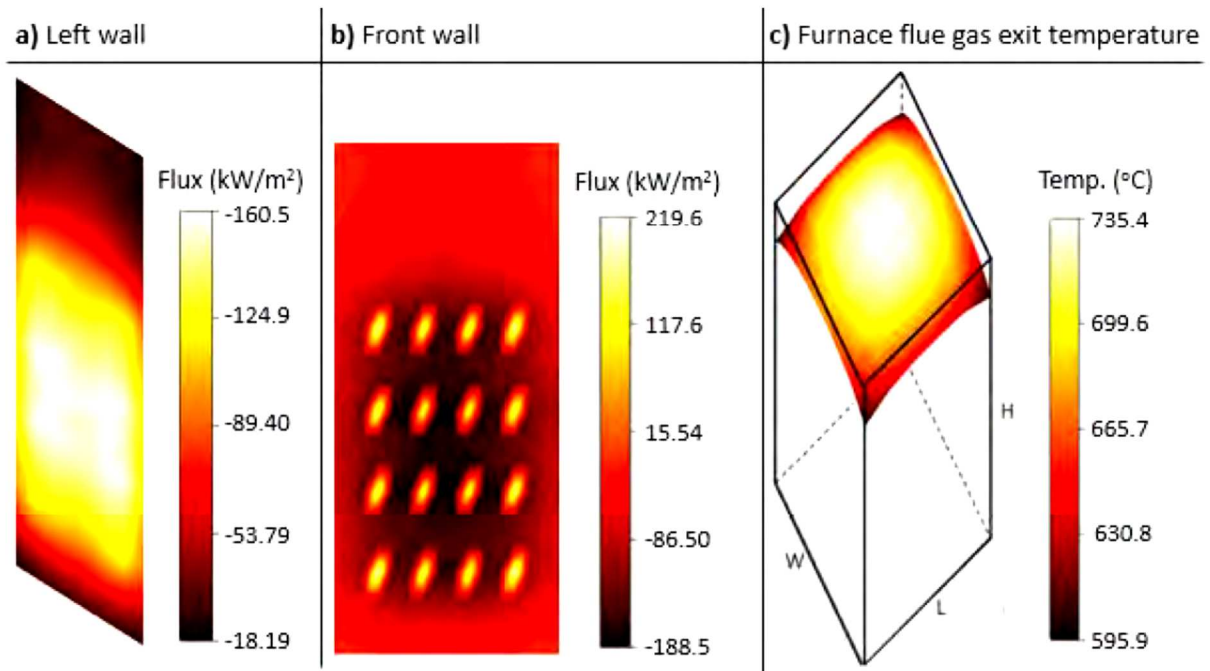 a) Left wall
b) Front wall
c) Furnace flue gas exit temperature
Flux (kW/m²)
-160.5
-124.9
-89.40
-53.79
-18.19
Flux (kW/m²)
219.6
117.6
15.54
-86.50
-188.5
Temp. (°C)
735.4
699.6
665.7
630.8
595.9
H
W
L